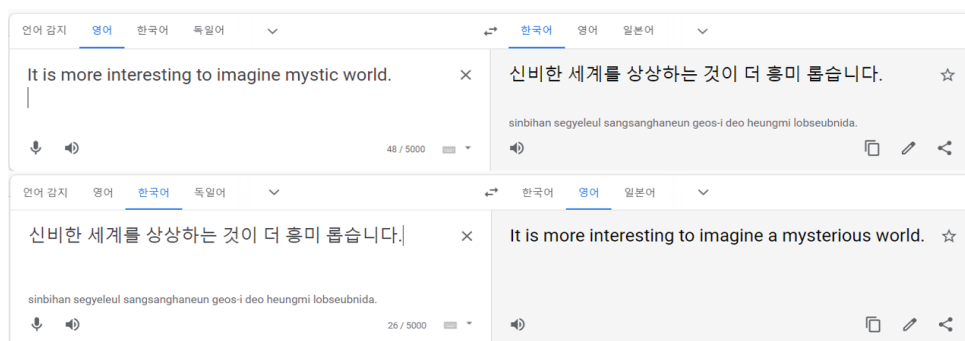 언어 감지 영어 한국어 독일어 한국어 영어 일본어
It is more interesting to imagine mystic world.
신비한 세계를 상상하는 것이 더 흥미 롭습니다.
sinbihan segyeleul sangsanghaneun geos-i deo heungmi lobseubnida.
48 / 5000
언어 감지 영어 한국어 독일어 한국어 영어 일본어
신비한 세계를 상상하는 것이 더 흥미 롭습니다.
It is more interesting to imagine a mysterious world.
sinbihan segyeleul sangsanghaneun geos-i deo heungmi lobseubnida.
26 / 5000